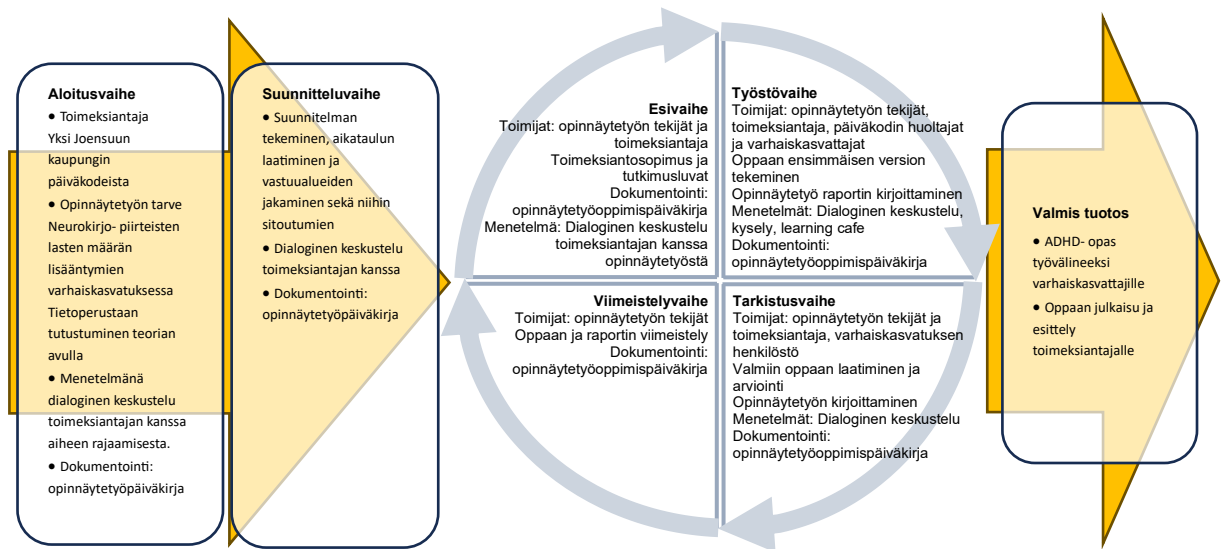 Aloitusvaihe
• Toimeksiantaja
Yksi Joensuun
kaupungin
päiväkodeista
• Opinnäytetyön tarve
Neurokirjo- piirteisten
lasten määrän
lisääntymien
varhaiskasvatuksessa
Tietoperustaan
tutustuminen teorian
avulla
• Menetelmänä
dialoginen keskustelu
toimeksiantajan kanssa
aiheen rajaamisesta.
• Dokumentointi:
opinnäytetyöpäiväkirja
Suunnitteluvaihe
• Suunnitelman
tekeminen, aikataulun
laatiminen ja
vastuualueiden
jakaminen sekä niihin
sitoutumien
• Dialoginen keskustelu
toimeksiantajan kanssa
• Dokumentointi:
opinnäytetyöpäiväkirja
Esivaihe
Toimijat: opinnäytetyön tekijät ja
toimeksiantaja
Toimeksiantosopimus ja
tutkimusluvat
Dokumentointi:
opinnäytetyöoppimispäiväkirja
Menetelmä: Dialoginen keskustelu
toimeksiantajan kanssa
opinnäytetyöstä
Työstövaihe
Toimijat: opinnäytetyön tekijät,
toimeksiantaja, päiväkodin huoltajat
ja varhaiskasvattajat
Oppaan ensimmäisen version
tekeminen
Opinnäytetyö raportin kirjoittaminen
Menetelmät: Dialoginen keskustelu,
kysely, learning cafe
Dokumentointi:
opinnäytetyöoppimispäiväkirja
Viimeistelyvaihe
Toimijat: opinnäytetyön tekijät
Oppaan ja raportin viimeistely
Dokumentointi:
opinnäytetyöoppimispäiväkirja
Tarkistusvaihe
Toimijat: opinnäytetyön tekijät ja
toimeksiantaja, varhaiskasvatuksen
henkilöstö
Valmiin oppaan laatiminen ja
arviointi
Opinnäytetyön kirjoittaminen
Menetelmät: Dialoginen keskustelu
Dokumentointi:
opinnäytetyöoppimispäiväkirja
Valmis tuotos
• ADHD- opas
työvälineeksi
varhaiskasvattajille
• Oppaan julkaisu ja
esittely
toimeksiantajalle